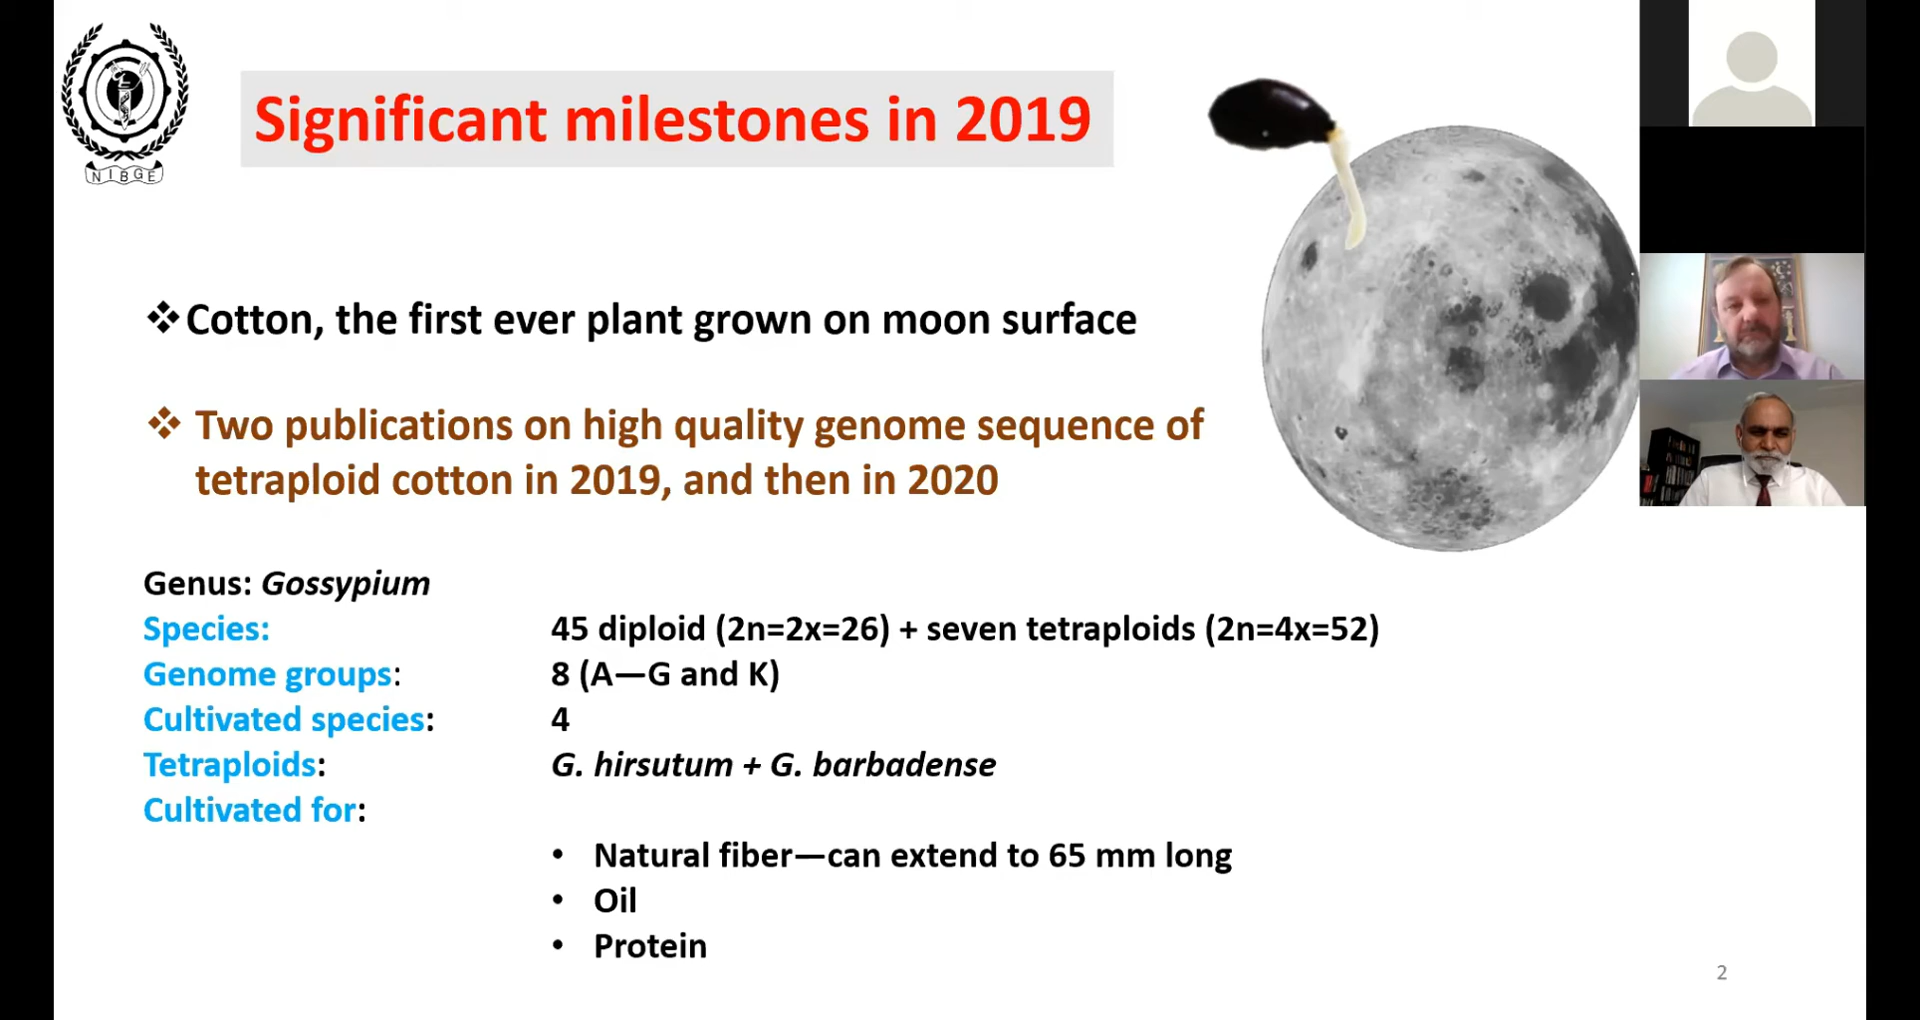 NIBGE
Significant milestones in 2019
❖Cotton, the first ever plant grown on moon surface
❖ Two publications on high quality genome sequence of
tetraploid cotton in 2019, and then in 2020
Genus: Gossypium
Species: 45 diploid (2n=2x=26) + seven tetraploids (2n=4x=52)
Genome groups: 8 (A—G and K)
Cultivated species: 4
Tetraploids: G. hirsutum + G. barbadense
Cultivated for:
• Natural fiber—can extend to 65 mm long
• Oil
• Protein
2